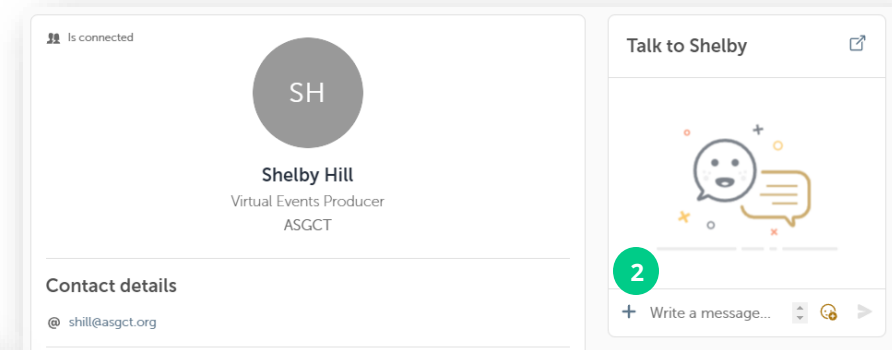 Is connected
SH
Shelby Hill
Virtual Events Producer
ASGCT
Contact details
@ shill@asgct.org
Talk to Shelby
2
+ Write a message...